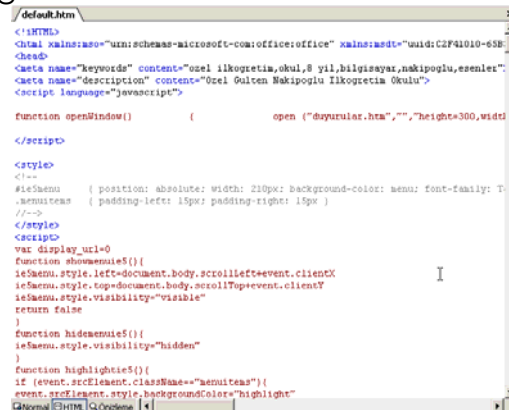 default.htm
<!iHTML>
<html xmlns:mso="urn:schemas-microsoft-com:office:office" xmlns:msdt="uuid:C2F41010-65B
<head>
<meta name="keywords" content="ozel ilkogretim,okul,8 yil,bilgisayar,nakipoglu,esenler"
<meta name="description" content="Ozel Gulten Nakipoglu Ilkogretim Okulu">
<script language="javascript">
function openWindow() { open ("duyurular.htm","","height=300,widt
</script>
<style>
<!--
#ie5menu { position: absolute; width: 210px; background-color: menu; font-family: T
.menuitems { padding-left: 15px; padding-right: 15px }
//-->
</style>
<script>
var display_url=0
function showmenuie5(){
ie5menu.style.left=document.body.scrollLeft+event.clientX
ie5menu.style.top=document.body.scrollTop+event.clientY
ie5menu.style.visibility="visible"
return false
}
function hidemenuie5(){
ie5menu.style.visibility="hidden"
}
function highlightie5(){
if (event.srcElement.className=="menuitems"){
event.srcElement.style.backgroundColor="highlight"
Normal HTML Önizleme